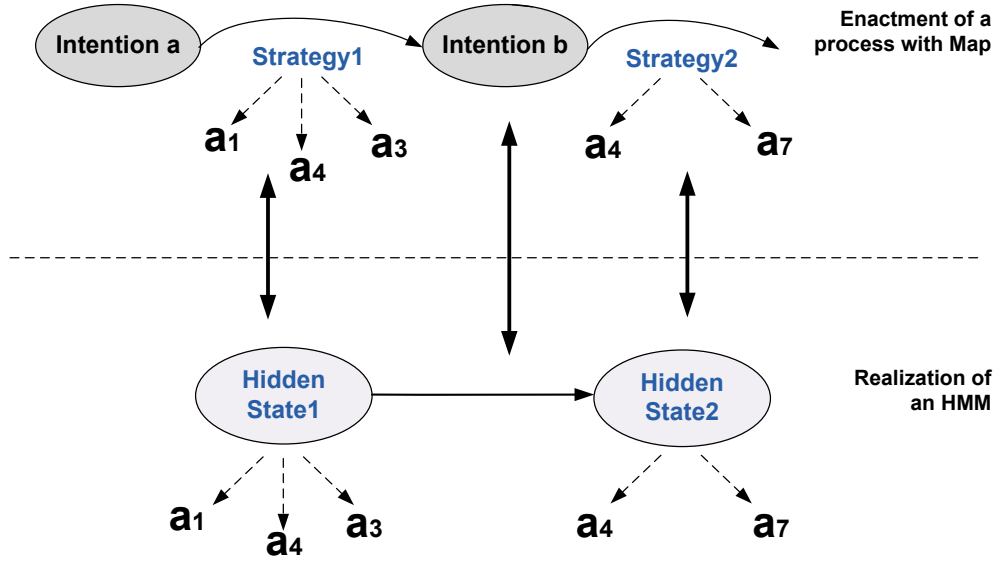 Intention a
Strategy1
Intention b
Strategy2
Enactment of a
process with Map
a1
a4
a3
a4
a7
Hidden
State1
Hidden
State2
Realization of
an HMM
a1
a4
a3
a4
a7